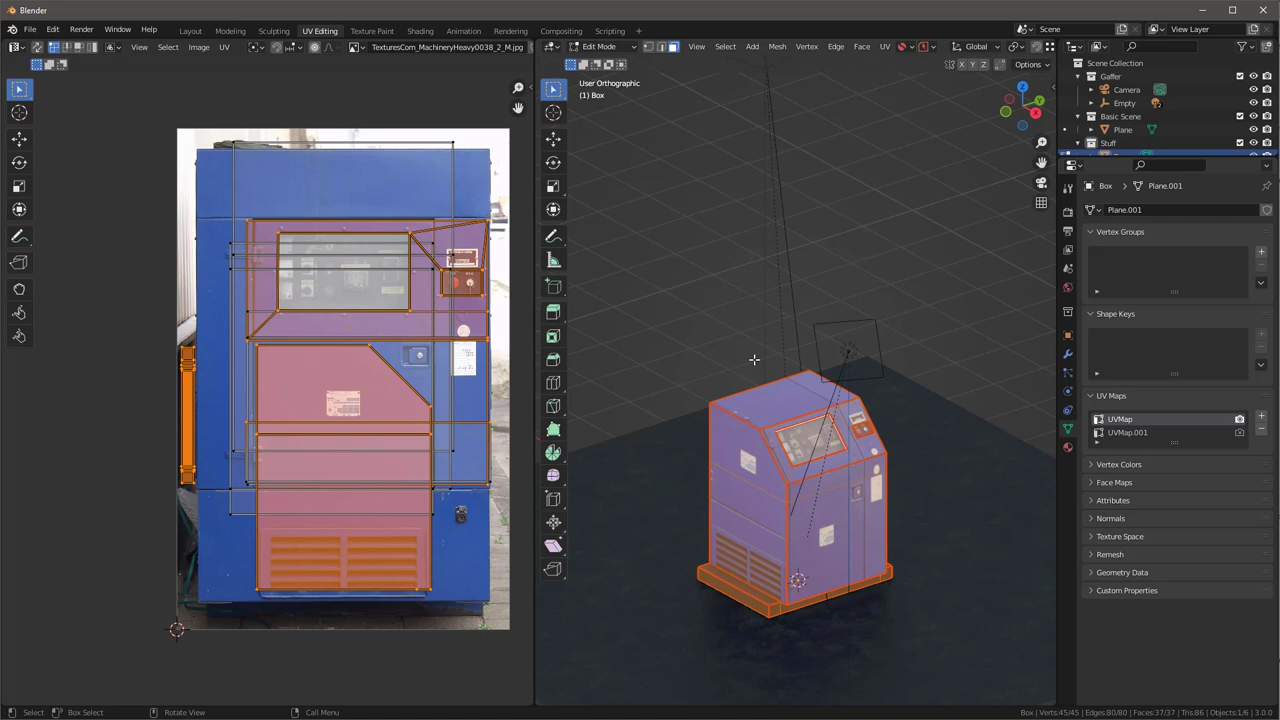 Blender
File Edit Render Window Help Layout Modeling Sculpting UV Editing Texture Paint Shading Animation Rendering Compositing Scripting + Scene View Layer
View Select Image UV TexturesCom_MachineryHeavy0038_2_M.jpg
Edit Mode View Select Add Mesh Vertex Edge Face UV Global
X Y Z Options
User Orthographic
(1) Box
Scene Collection
Gaffer
Camera
Empty
Basic Scene
Plane
Stuff
Box > Plane.001
Plane.001
Vertex Groups
Shape Keys
UV Maps
UVMap
UVMap.001
Vertex Colors
Face Maps
Attributes
Normals
Texture Space
Remesh
Geometry Data
Custom Properties
Select Box Select Rotate View Call Menu
Box | Verts:45/45 | Edges:80/80 | Faces:37/37 | Tris:86 | Objects:1/6 | 3.0.0